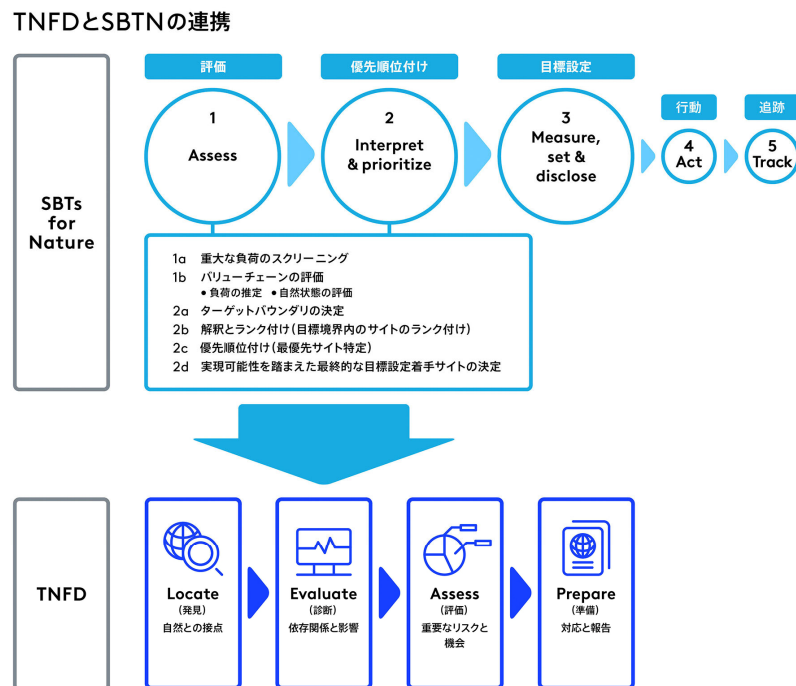 TNFDとSBTNの連携
評価
優先順位付け
目標設定
行動
追跡
1
Assess
2
Interpret
& prioritize
3
Measure,
set &
disclose
4
Act
5
Track
SBTs
for
Nature
1a 重大な負荷のスクリーニング
1b バリューチェーンの評価
●負荷の推定 ●自然状態の評価
2a ターゲットバウンダリの決定
2b 解釈とランク付け(目標境界内のサイトのランク付け)
2c 優先順位付け(最優先サイト特定)
2d 実現可能性を踏まえた最終的な目標設定着手サイトの決定
TNFD
Locate
(発見)
自然との接点
Evaluate
(診断)
依存関係と影響
Assess
(評価)
重要なリスクと
機会
Prepare
(準備)
対応と報告